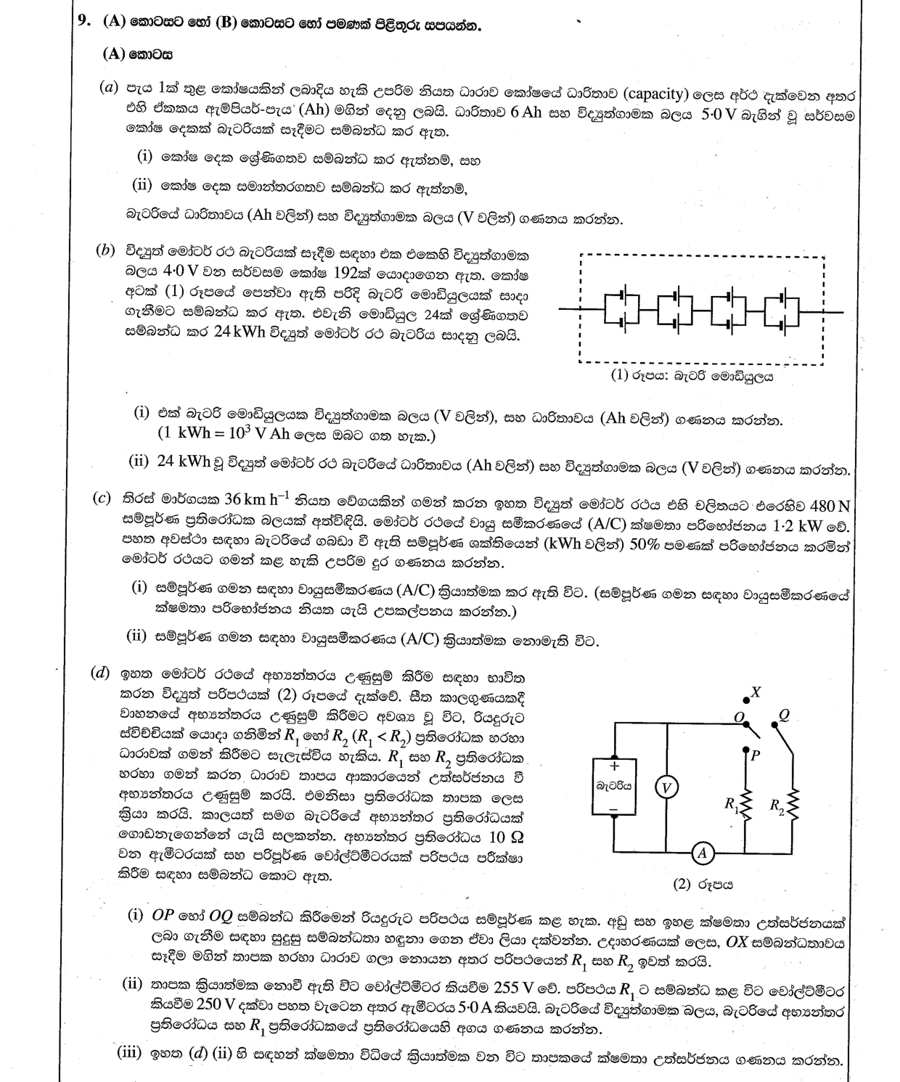 9. (A) කොටසට හෝ (B) කොටසට හෝ පමණක් පිළිතුරු සපයන්න.
(A) කොටස
(a) පැය 1ක් තුළ කෝෂයකින් ලබාදිය හැකි උපරිම නියත ධාරාව කෝෂයේ ධාරිතාව (capacity) ලෙස අර්ථ දැක්වෙන අතර
එහි ඒකකය ඇම්පියර්-පැය (Ah) මගින් දෙනු ලබයි. ධාරිතාව 6 Ah සහ විද්‍යුත්ගාමක බලය 5·0 V බැගින් වූ සර්වසම
කෝෂ දෙකක් බැටරියක් සෑදීමට සම්බන්ධ කර ඇත.
(i) කෝෂ දෙක ශ්‍රේණිගතව සම්බන්ධ කර ඇත්නම්, සහ
(ii) කෝෂ දෙක සමාන්තරගතව සම්බන්ධ කර ඇත්නම්,
බැටරියේ ධාරිතාවය (Ah වලින්) සහ විද්‍යුත්ගාමක බලය (V වලින්) ගණනය කරන්න.
(b) විද්‍යුත් මෝටර් රථ බැටරියක් සෑදීම සඳහා එක එකෙහි විද්‍යුත්ගාමක
බලය 4·0 V වන සර්වසම කෝෂ 192ක් යොදාගෙන ඇත. කෝෂ
අටක් (1) රූපයේ පෙන්වා ඇති පරිදි බැටරි මොඩියුලයක් සාදා
ගැනීමට සම්බන්ධ කර ඇත. එවැනි මොඩියුල 24ක් ශ්‍රේණිගතව
සම්බන්ධ කර 24 kWh විද්‍යුත් මෝටර් රථ බැටරිය සාදනු ලබයි.
(1) රූපය: බැටරි මොඩියුලය
(i) එක් බැටරි මොඩියුලයක විද්‍යුත්ගාමක බලය (V වලින්), සහ ධාරිතාවය (Ah වලින්) ගණනය කරන්න.
(1 kWh = 10³ V Ah ලෙස ඔබට ගත හැක.)
(ii) 24 kWh වූ විද්‍යුත් මෝටර් රථ බැටරියේ ධාරිතාවය (Ah වලින්) සහ විද්‍යුත්ගාමක බලය (V වලින්) ගණනය කරන්න.
(c) තිරස් මාර්ගයක 36 km h⁻¹ නියත වේගයකින් ගමන් කරන ඉහත විද්‍යුත් මෝටර් රථය එහි චලිතයට එරෙහිව 480 N
සම්පූර්ණ ප්‍රතිරෝධක බලයක් අත්විඳියි. මෝටර් රථයේ වායු සමීකරණයේ (A/C) ක්ෂමතා පරිභෝජනය 1·2 kW වේ.
පහත අවස්ථා සඳහා බැටරියේ ගබඩා වී ඇති සම්පූර්ණ ශක්තියෙන් (kWh වලින්) 50% පමණක් පරිභෝජනය කරමින්
මෝටර් රථයට ගමන් කළ හැකි උපරිම දුර ගණනය කරන්න.
(i) සම්පූර්ණ ගමන සඳහා වායුසමීකරණය (A/C) ක්‍රියාත්මක කර ඇති විට. (සම්පූර්ණ ගමන සඳහා වායුසමීකරණයේ
ක්ෂමතා පරිභෝජනය නියත යැයි උපකල්පනය කරන්න.)
(ii) සම්පූර්ණ ගමන සඳහා වායුසමීකරණය (A/C) ක්‍රියාත්මක නොමැති විට.
(d) ඉහත මෝටර් රථයේ අභ්‍යන්තරය උණුසුම් කිරීම සඳහා භාවිත
කරන විද්‍යුත් පරිපථයක් (2) රූපයේ දැක්වේ. සීත කාලගුණයකදී
වාහනයේ අභ්‍යන්තරය උණුසුම් කිරීමට අවශ්‍ය වූ විට, රියදුරුට
ස්විච්චියක් යොදා ගනිමින් R₁ හෝ R₂ (R₁ < R₂) ප්‍රතිරෝධක හරහා
ධාරාවක් ගමන් කිරීමට සැලැස්විය හැකිය. R₁ සහ R₂ ප්‍රතිරෝධක
හරහා ගමන් කරන ධාරාව තාපය ආකාරයෙන් උත්සර්ජනය වී
අභ්‍යන්තරය උණුසුම් කරයි. එමනිසා ප්‍රතිරෝධක තාපක ලෙස
ක්‍රියා කරයි. කාලයත් සමග බැටරියේ අභ්‍යන්තර ප්‍රතිරෝධයක්
ගොඩනැගෙන්නේ යැයි සලකන්න. අභ්‍යන්තර ප්‍රතිරෝධය 10 Ω
වන ඇමීටරයක් සහ පරිපූර්ණ වෝල්ට්මීටරයක් පරිපථය පරීක්ෂා
කිරීම සඳහා සම්බන්ධ කොට ඇත.
X
O
Q
P
+
බැටරිය
−
V
R₁
R₂
A
(2) රූපය
(i) OP හෝ OQ සම්බන්ධ කිරීමෙන් රියදුරුට පරිපථය සම්පූර්ණ කළ හැක. අඩු සහ ඉහළ ක්ෂමතා උත්සර්ජනයක්
ලබා ගැනීම සඳහා සුදුසු සම්බන්ධතා හඳුනා ගෙන ඒවා ලියා දක්වන්න. උදාහරණයක් ලෙස, OX සම්බන්ධතාවය
සෑදීම මගින් තාපක හරහා ධාරාව ගලා නොයන අතර පරිපථයෙන් R₁ සහ R₂ ඉවත් කරයි.
(ii) තාපක ක්‍රියාත්මක නොවී ඇති විට වෝල්ට්මීටර කියවීම 255 V වේ. පරිපථය R₁ ට සම්බන්ධ කළ විට වෝල්ට්මීටර
කියවීම 250 V දක්වා පහත වැටෙන අතර ඇමීටරය 5·0 A කියවයි. බැටරියේ විද්‍යුත්ගාමක බලය, බැටරියේ අභ්‍යන්තර
ප්‍රතිරෝධය සහ R₁ ප්‍රතිරෝධකයේ ප්‍රතිරෝධයෙහි අගය ගණනය කරන්න.
(iii) ඉහත (d) (ii) හි සඳහන් ක්ෂමතා විධියේ ක්‍රියාත්මක වන විට තාපකයේ ක්ෂමතා උත්සර්ජනය ගණනය කරන්න.